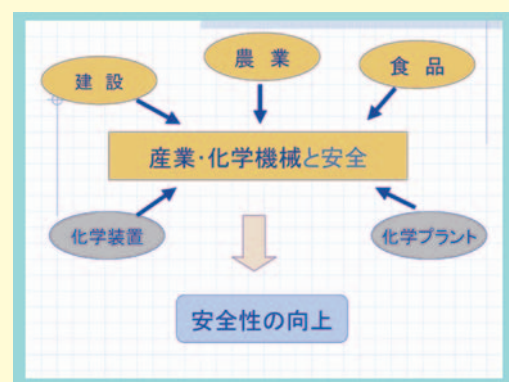 農 業
建 設
食 品
産業・化学機械と安全
化学装置
化学プラント
安全性の向上